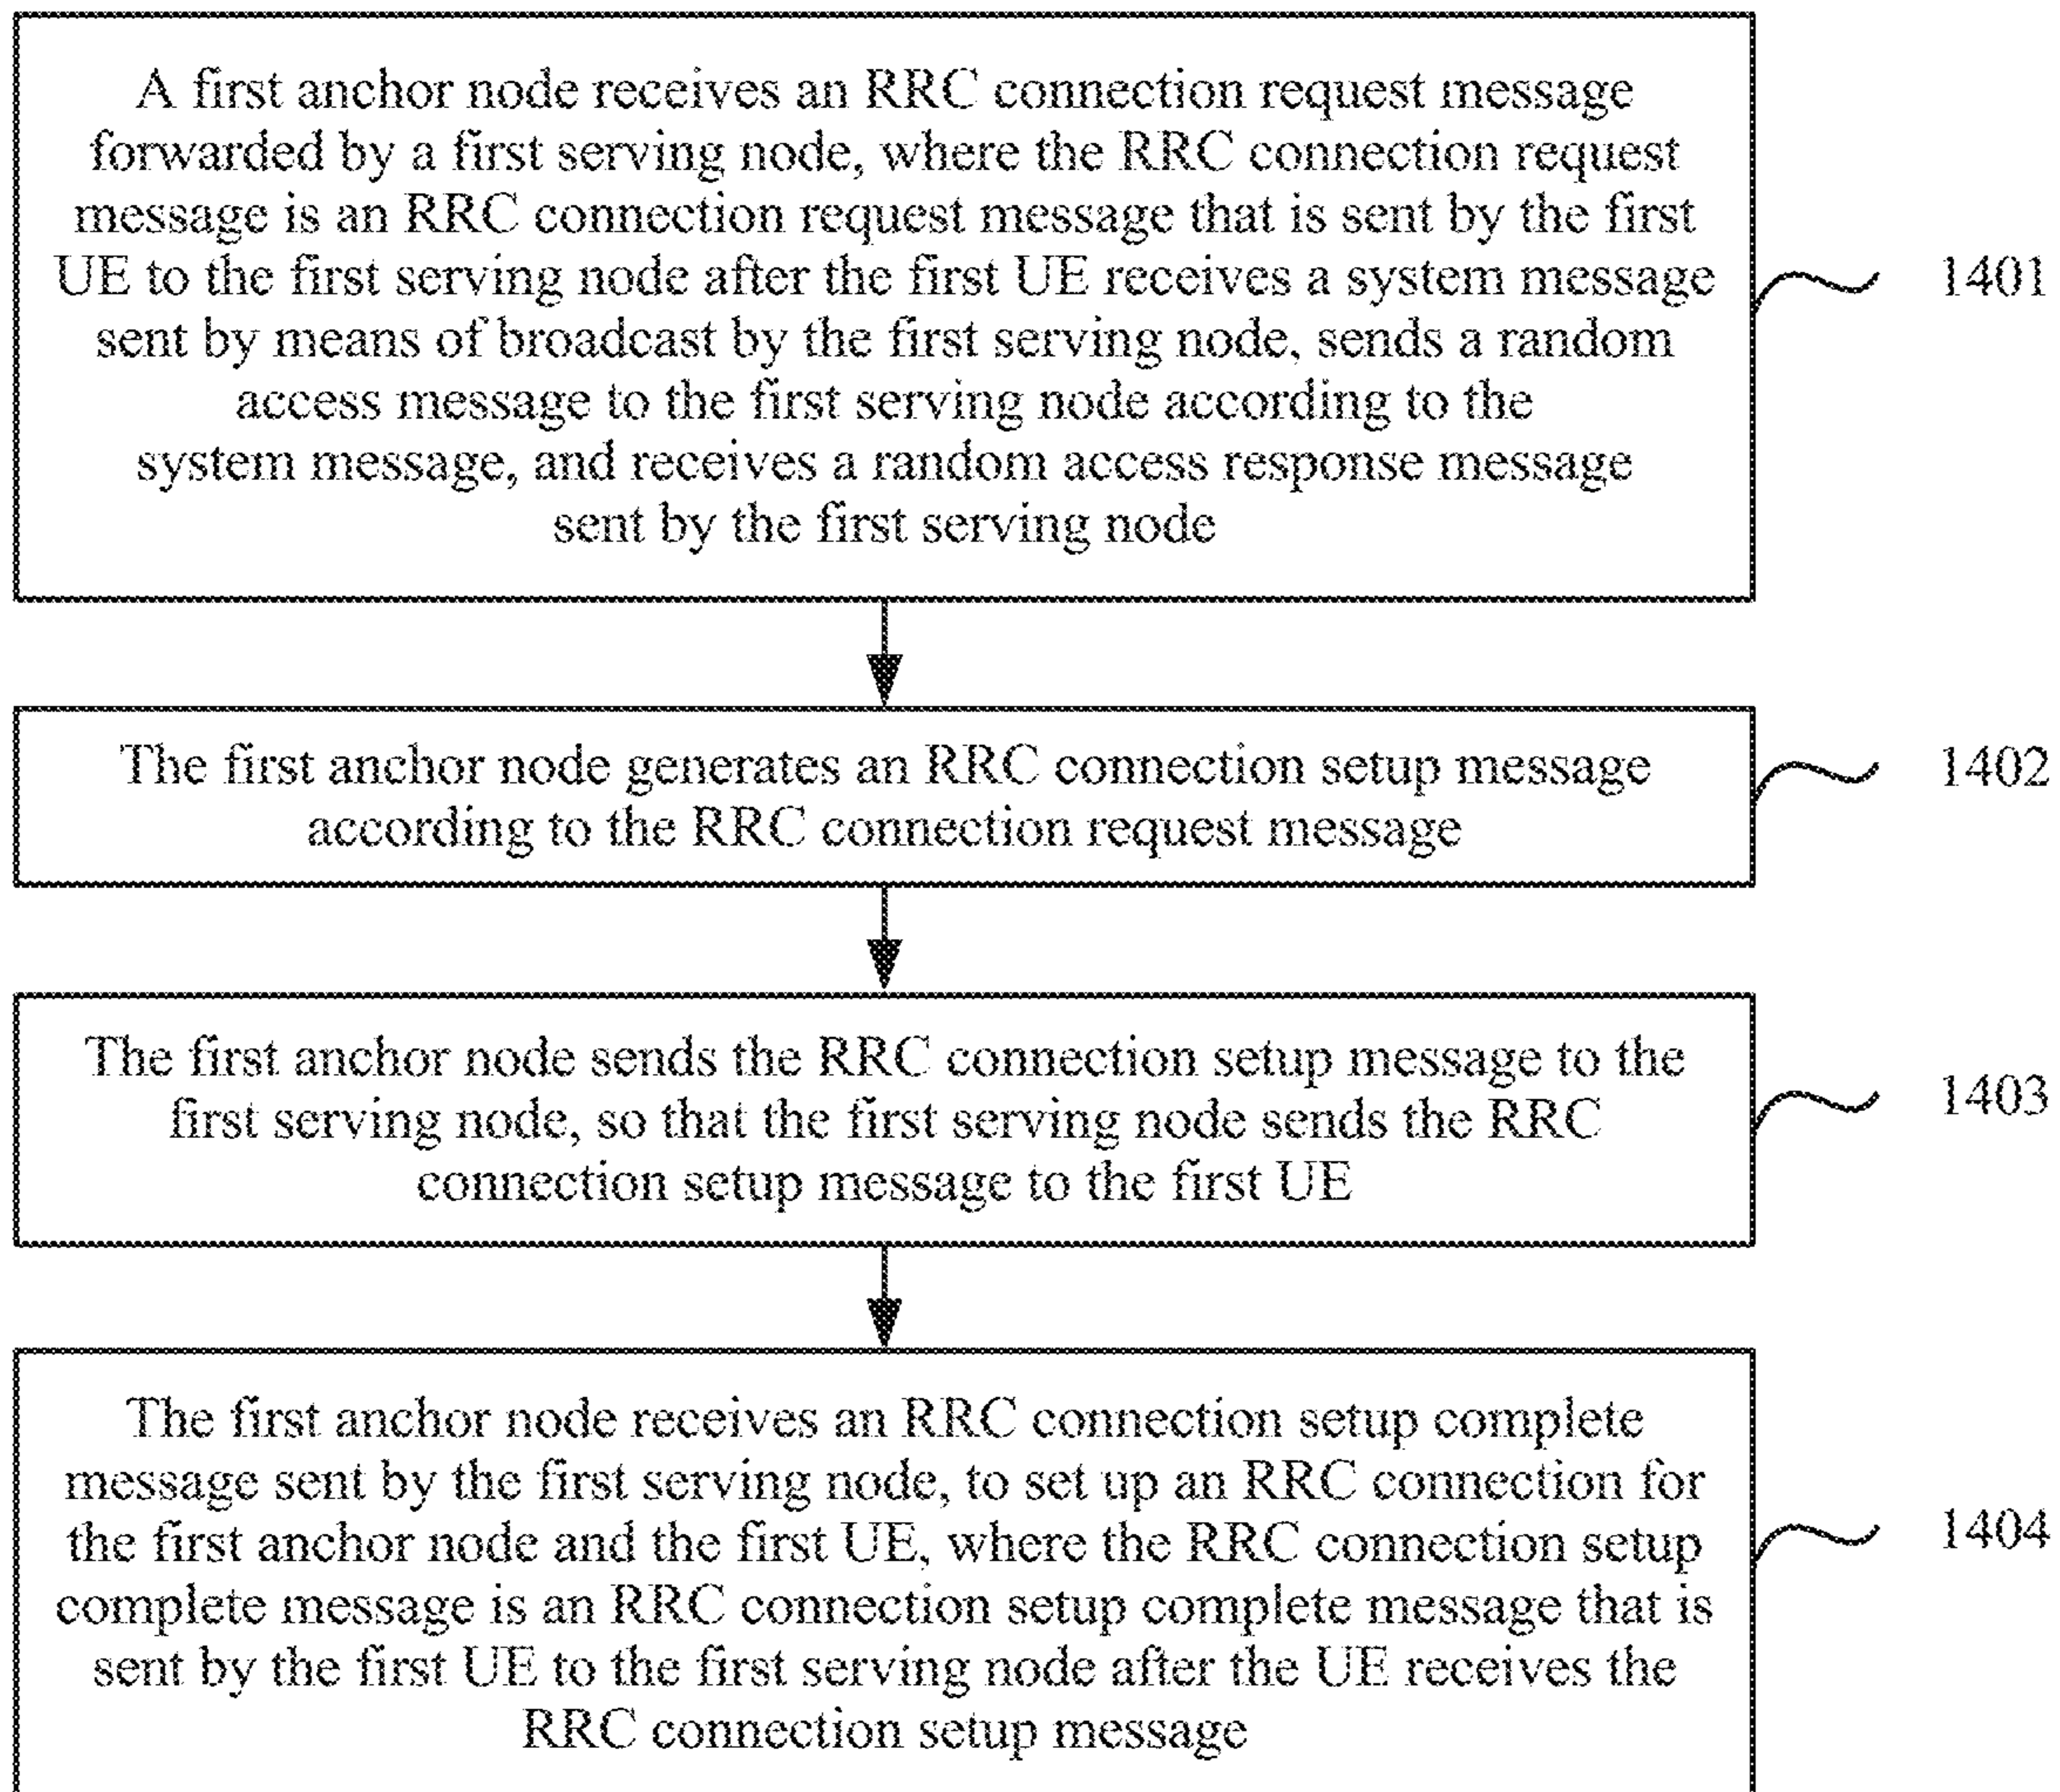 A first anchor node receives an RRC connection request message
forwarded by a first serving node, where the RRC connection request
message is an RRC connection request message that is sent by the first
UE to the first serving node after the first UE receives a system message
sent by means of broadcast by the first serving node, sends a random
access message to the first serving node according to the
system message, and receives a random access response message
sent by the first serving node
1401
The first anchor node generates an RRC connection setup message
according to the RRC connection request message
1402
The first anchor node sends the RRC connection setup message to the
first serving node, so that the first serving node sends the RRC
connection setup message to the first UE
1403
The first anchor node receives an RRC connection setup complete
message sent by the first serving node, to set up an RRC connection for
the first anchor node and the first UE, where the RRC connection setup
complete message is an RRC connection setup complete message that is
sent by the first UE to the first serving node after the UE receives the
RRC connection setup message
1404